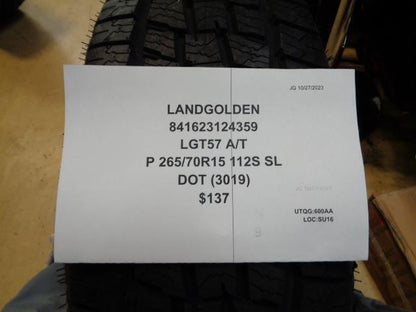 JG 10/27/2023
LANDGOLDEN
841623124359
LGT57 A/T
P 265/70R15 112S SL
DOT (3019)
$137
UTQG:600AA
LOC:SU16